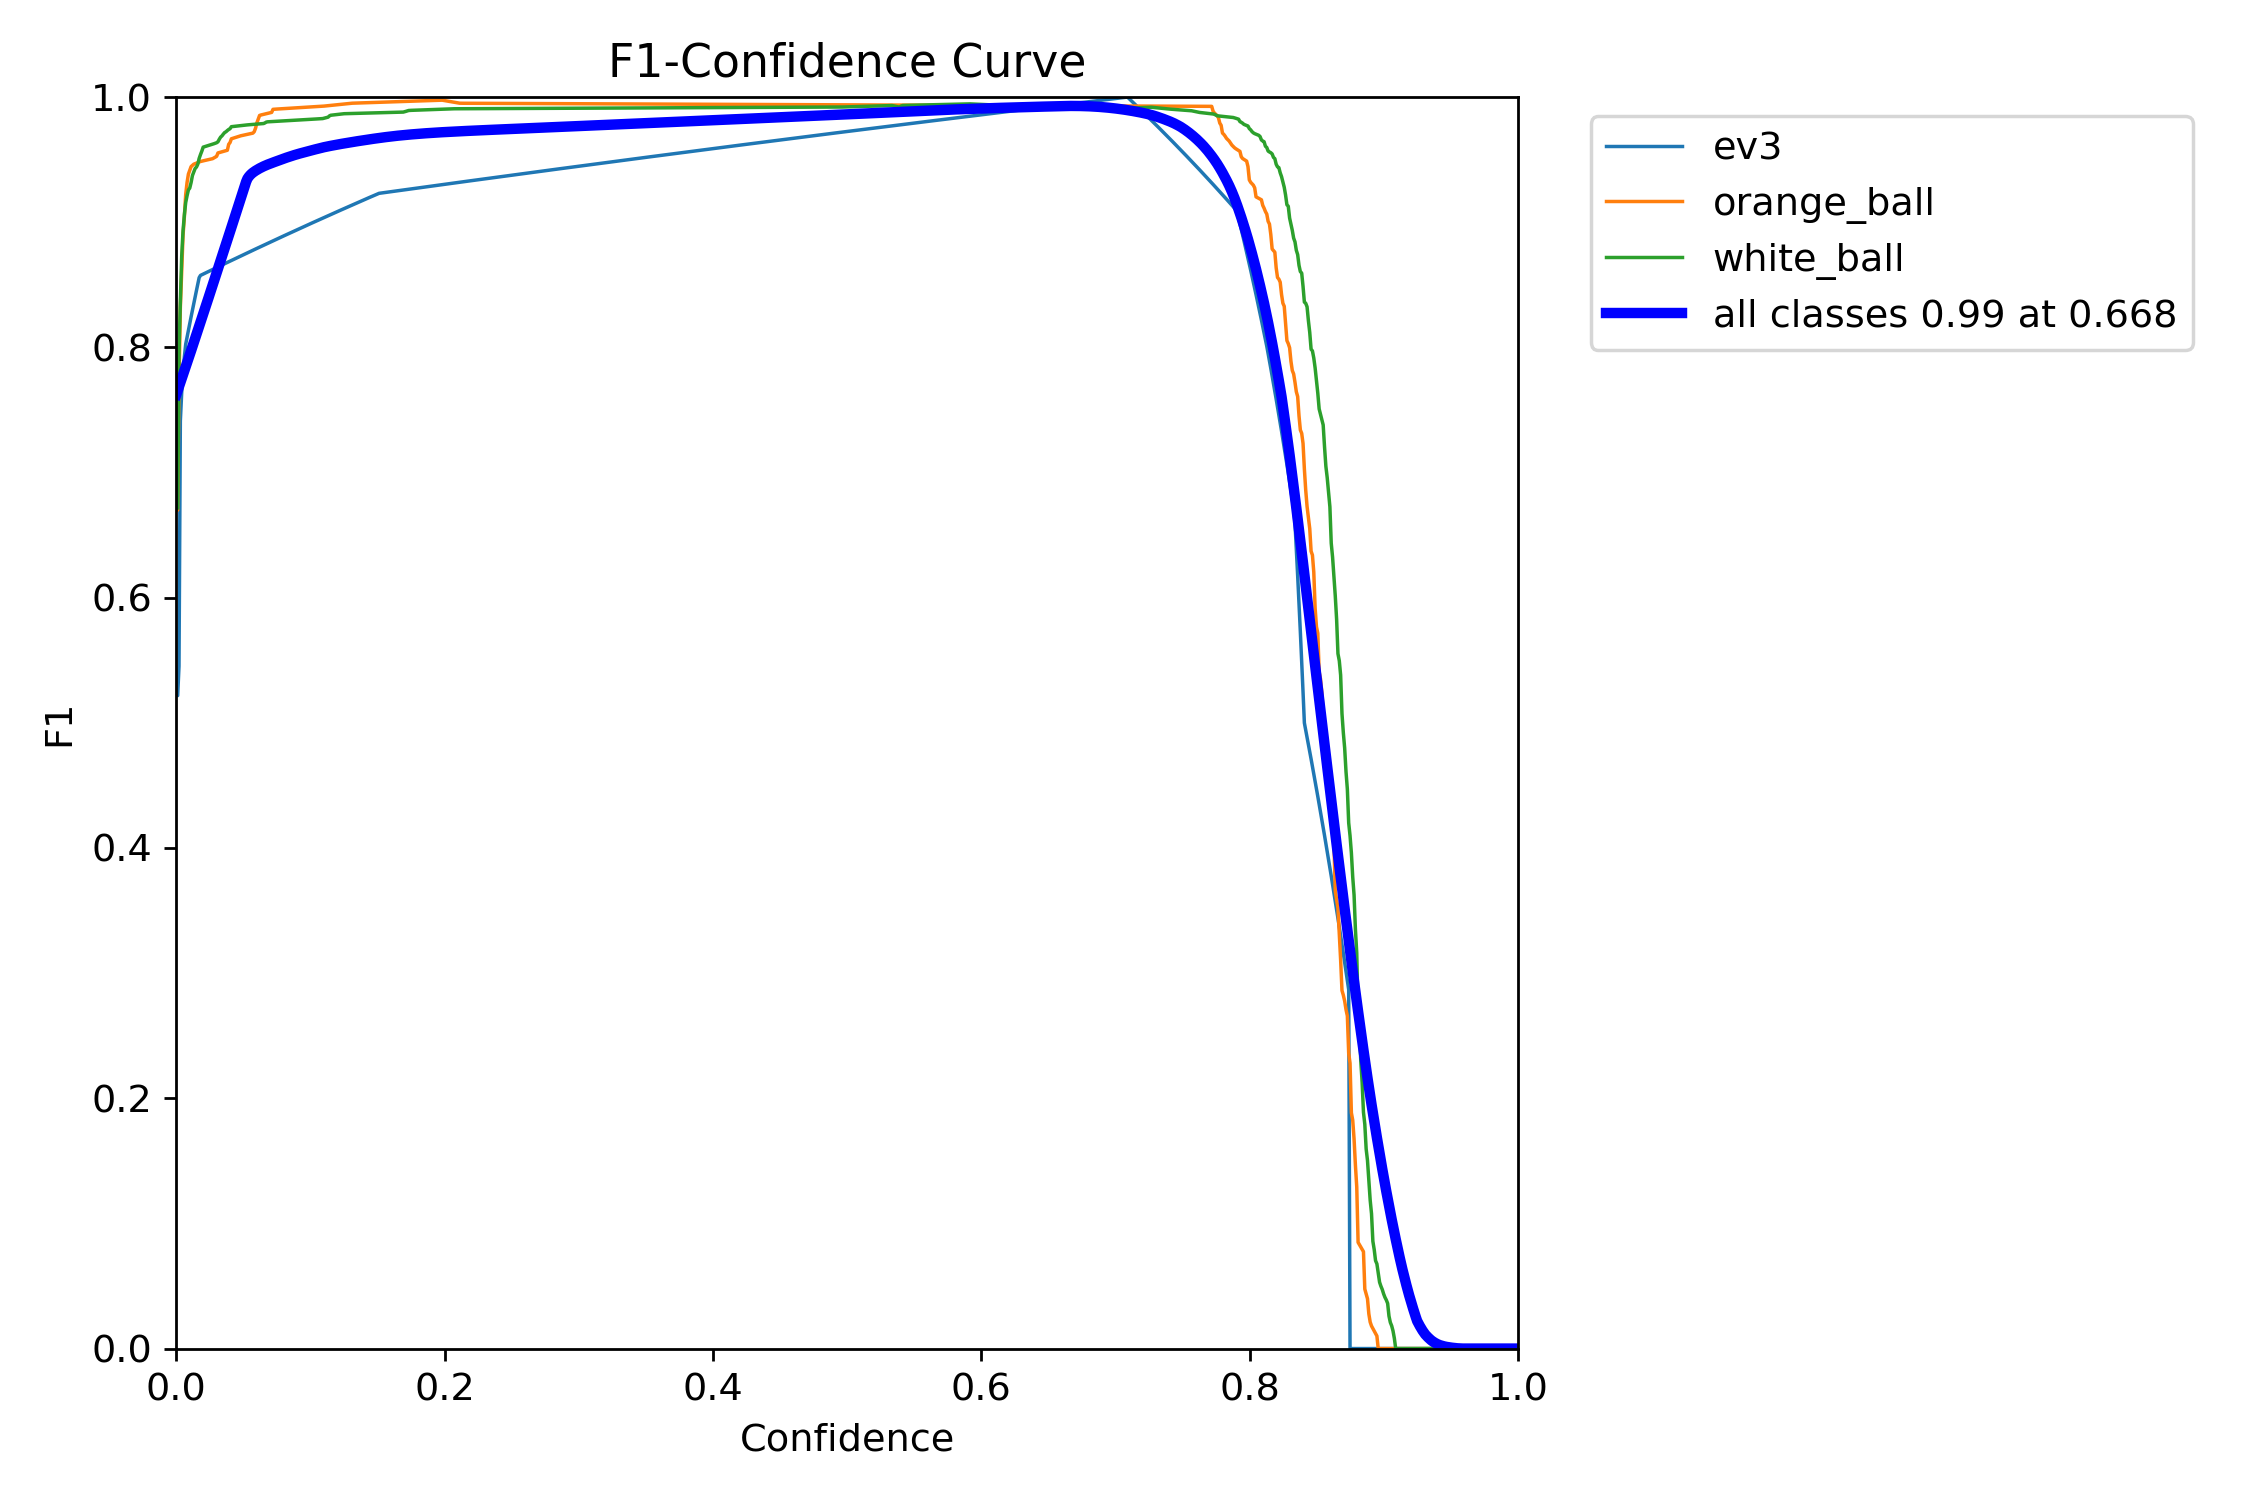 F1-Confidence Curve
1.0
0.8
0.6
0.4
0.2
0.0
F1
0.0 0.2 0.4 0.6 0.8 1.0
Confidence
ev3
orange_ball
white_ball
all classes 0.99 at 0.668